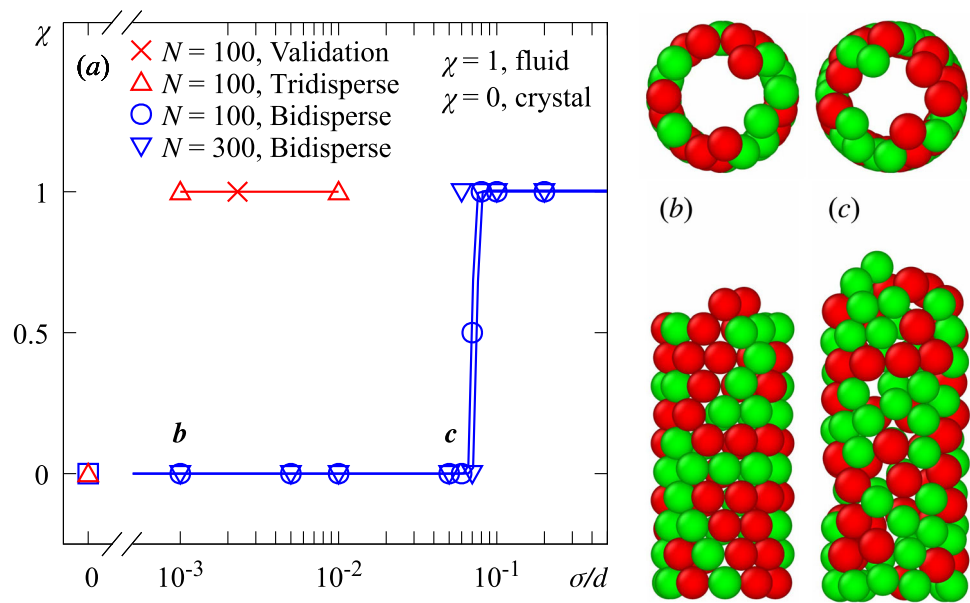 χ
(a)
N = 100, Validation
N = 100, Tridisperse
N = 100, Bidisperse
N = 300, Bidisperse
χ = 1, fluid
χ = 0, crystal
1
0.5
0
b
c
0
10⁻³
10⁻²
10⁻¹
σ/d
(b)
(c)